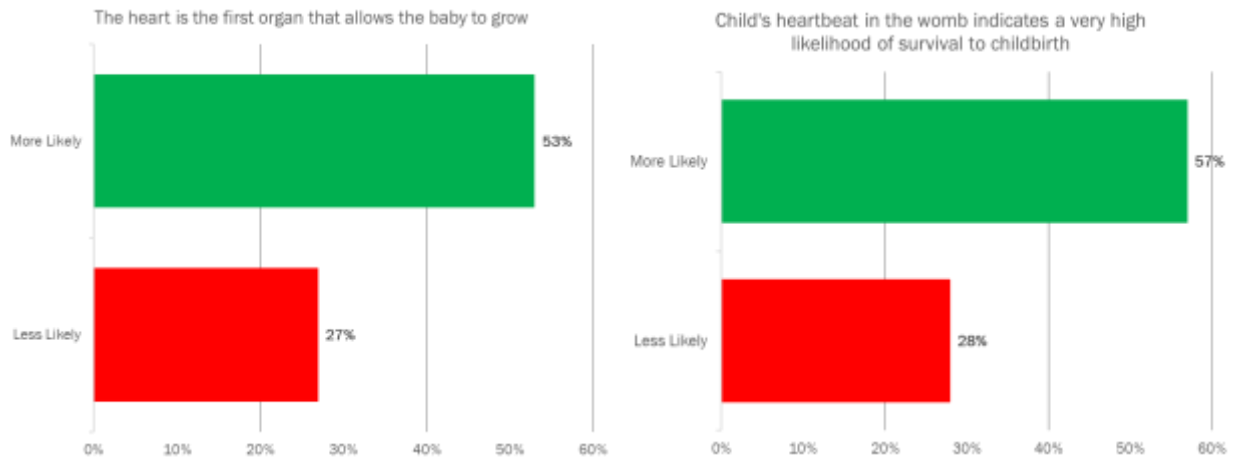 The heart is the first organ that allows the baby to grow
More Likely
53%
Less Likely
27%
0%
10%
20%
30%
40%
50%
60%
Child's heartbeat in the womb indicates a very high
likelihood of survival to childbirth
More Likely
57%
Less Likely
28%
0%
10%
20%
30%
40%
50%
60%